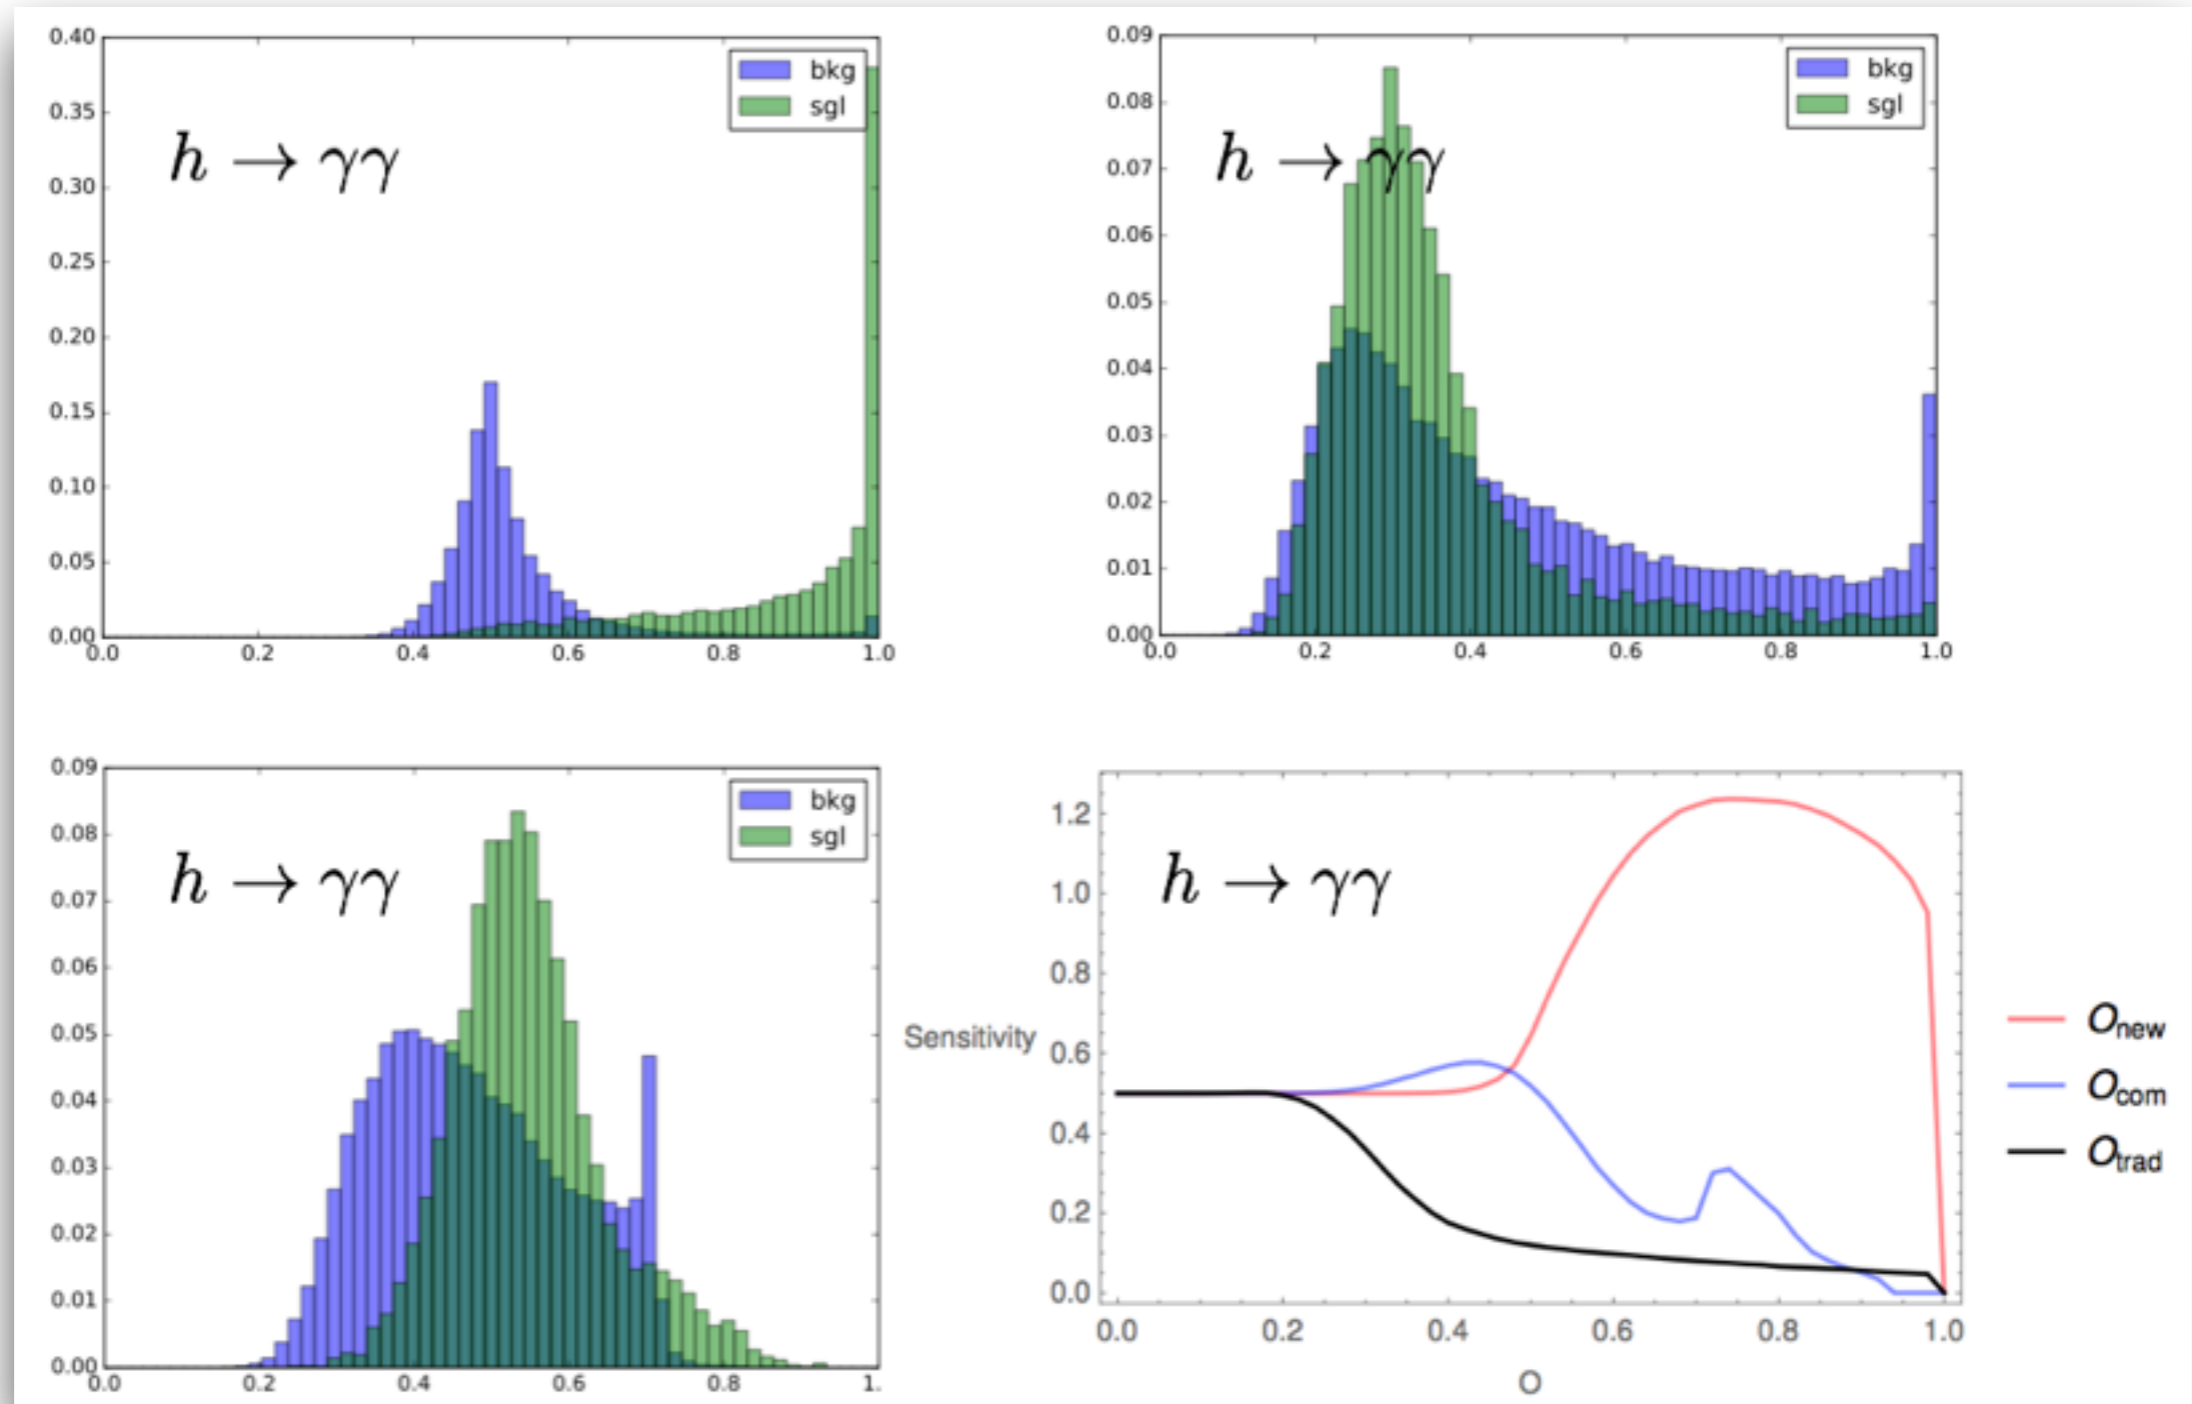 0.40
0.35
0.30
0.25
0.20
0.15
0.10
0.05
0.00
0.0 0.2 0.4 0.6 0.8 1.0
bkg
sgl
h → γγ
0.09
0.08
0.07
0.06
0.05
0.04
0.03
0.02
0.01
0.00
0.0 0.2 0.4 0.6 0.8 1.0
bkg
sgl
h → γγ
0.09
0.08
0.07
0.06
0.05
0.04
0.03
0.02
0.01
0.00
0.0 0.2 0.4 0.6 0.8 1.
bkg
sgl
h → γγ
Sensitivity
1.2
1.0
0.8
0.6
0.4
0.2
0.0
0.0 0.2 0.4 0.6 0.8 1.0
O
h → γγ
Onew
Ocom
Otrad